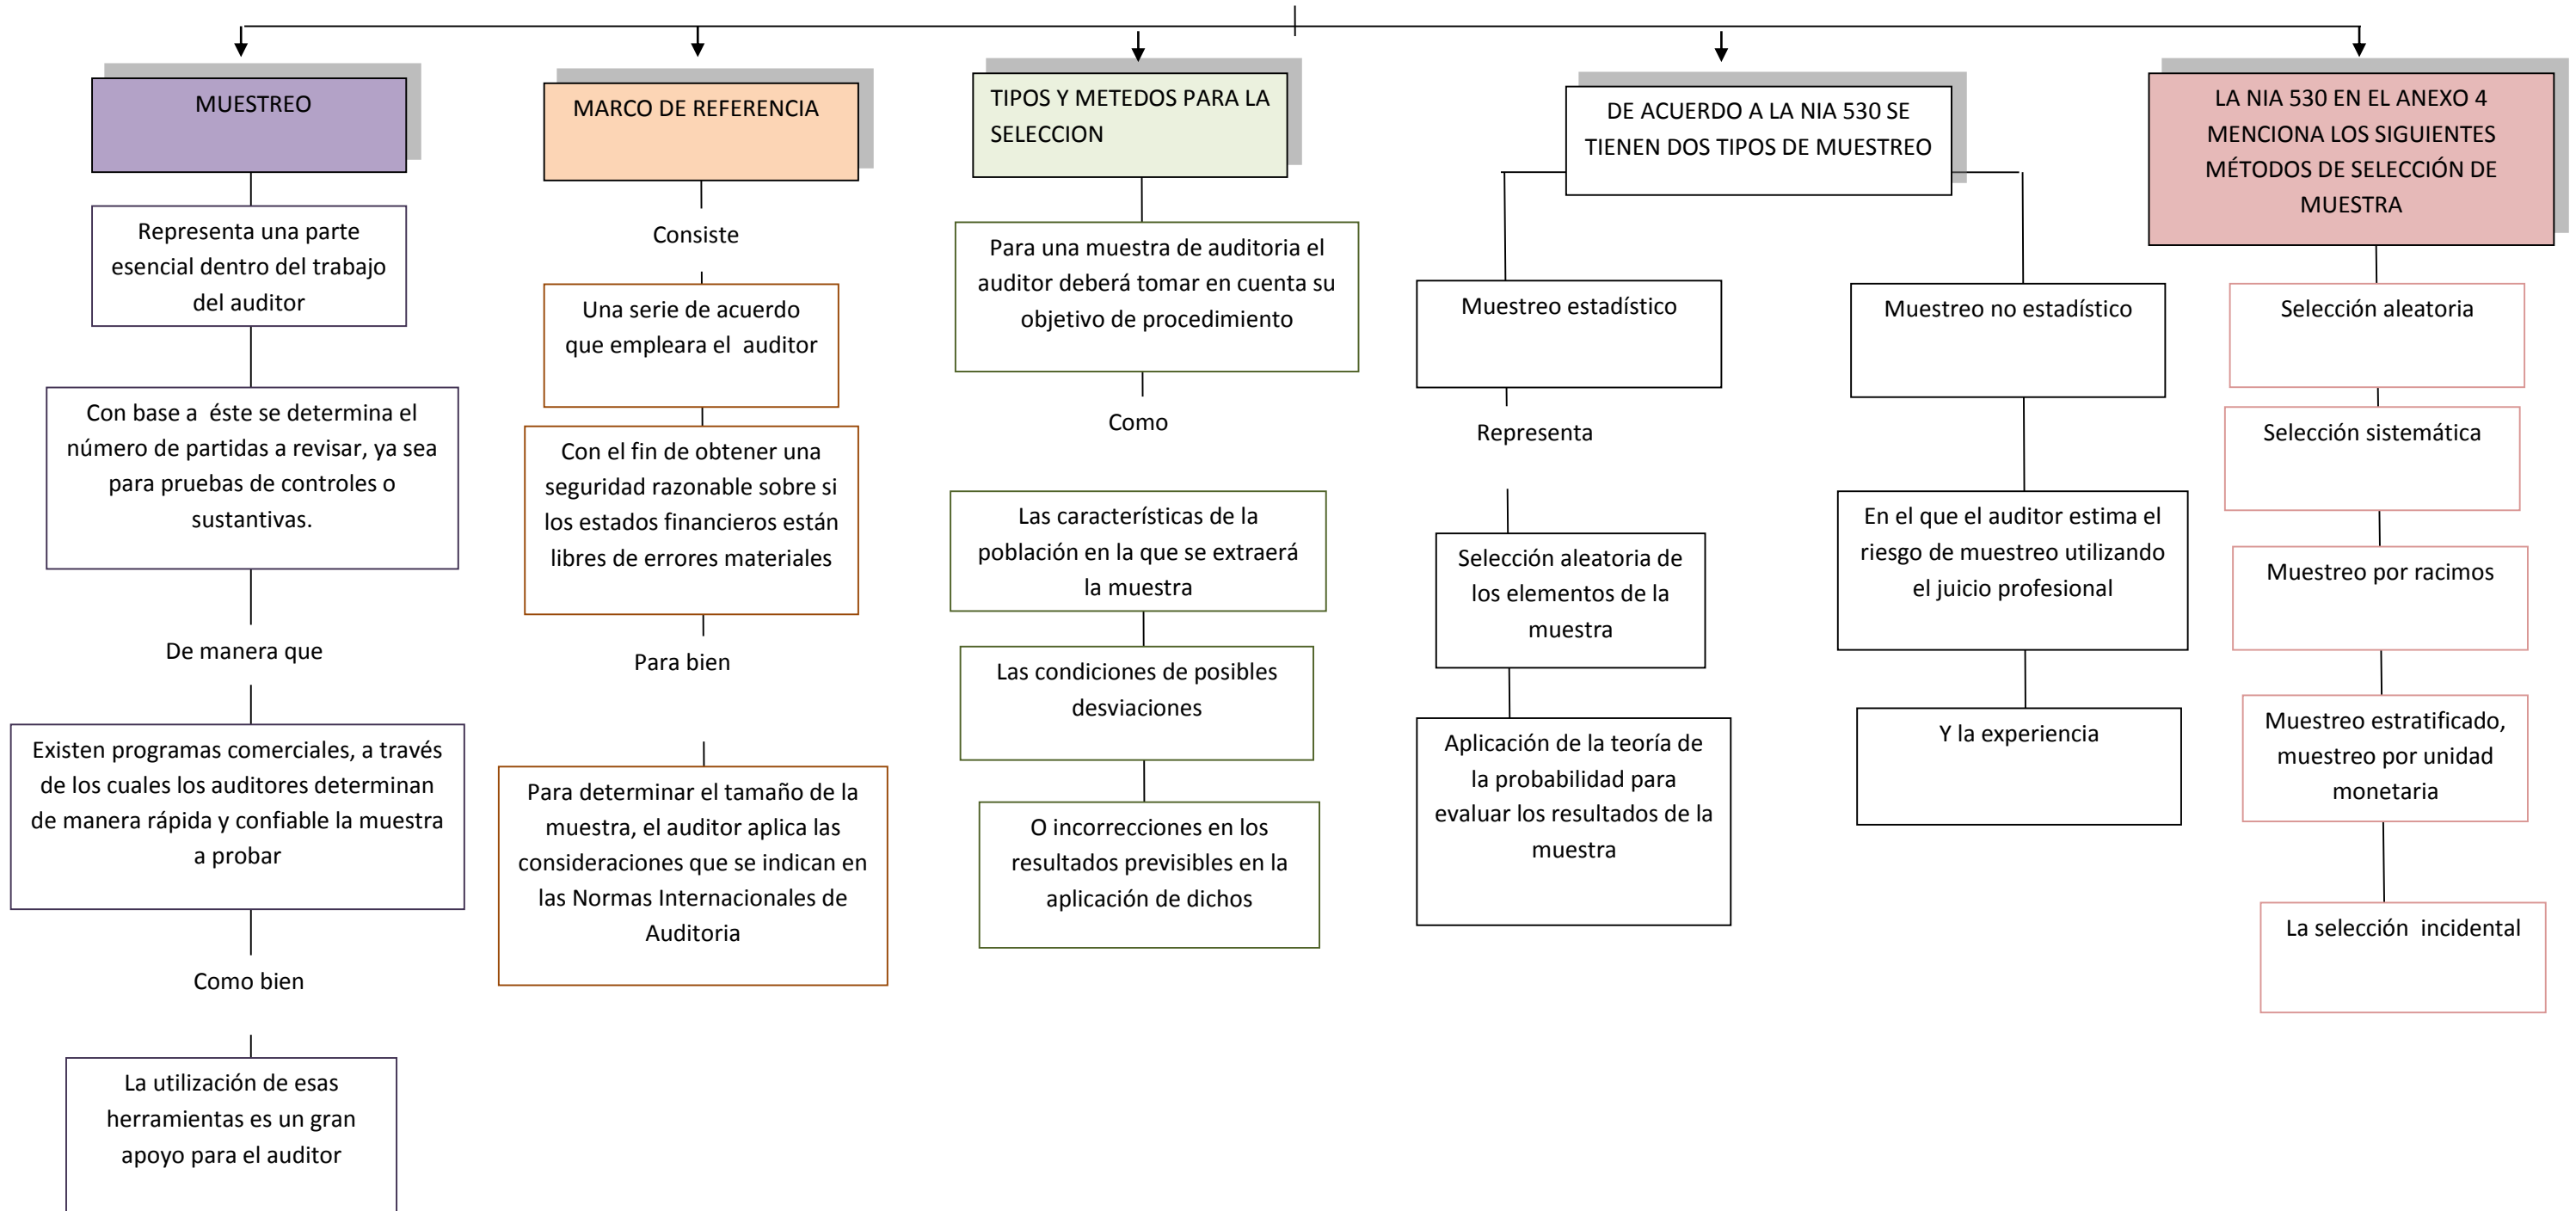 MUESTREO
Representa una parte
esencial dentro del trabajo
del auditor
Con base a éste se determina el
número de partidas a revisar, ya sea
para pruebas de controles o
sustantivas.
De manera que
Existen programas comerciales, a través
de los cuales los auditores determinan
de manera rápida y confiable la muestra
a probar
Como bien
La utilización de esas
herramientas es un gran
apoyo para el auditor
MARCO DE REFERENCIA
Consiste
Una serie de acuerdo
que empleara el auditor
Con el fin de obtener una
seguridad razonable sobre si
los estados financieros están
libres de errores materiales
Para bien
Para determinar el tamaño de la
muestra, el auditor aplica las
consideraciones que se indican en
las Normas Internacionales de
Auditoria
TIPOS Y METEDOS PARA LA
SELECCION
Para una muestra de auditoria el
auditor deberá tomar en cuenta su
objetivo de procedimiento
Como
Las características de la
población en la que se extraerá
la muestra
Las condiciones de posibles
desviaciones
O incorrecciones en los
resultados previsibles en la
aplicación de dichos
DE ACUERDO A LA NIA 530 SE
TIENEN DOS TIPOS DE MUESTREO
Muestreo estadístico
Representa
Selección aleatoria de
los elementos de la
muestra
Aplicación de la teoría de
la probabilidad para
evaluar los resultados de la
muestra
Muestreo no estadístico
En el que el auditor estima el
riesgo de muestreo utilizando
el juicio profesional
Y la experiencia
LA NIA 530 EN EL ANEXO 4
MENCIONA LOS SIGUIENTES
MÉTODOS DE SELECCIÓN DE
MUESTRA
Selección aleatoria
Selección sistemática
Muestreo por racimos
Muestreo estratificado,
muestreo por unidad
monetaria
La selección incidental